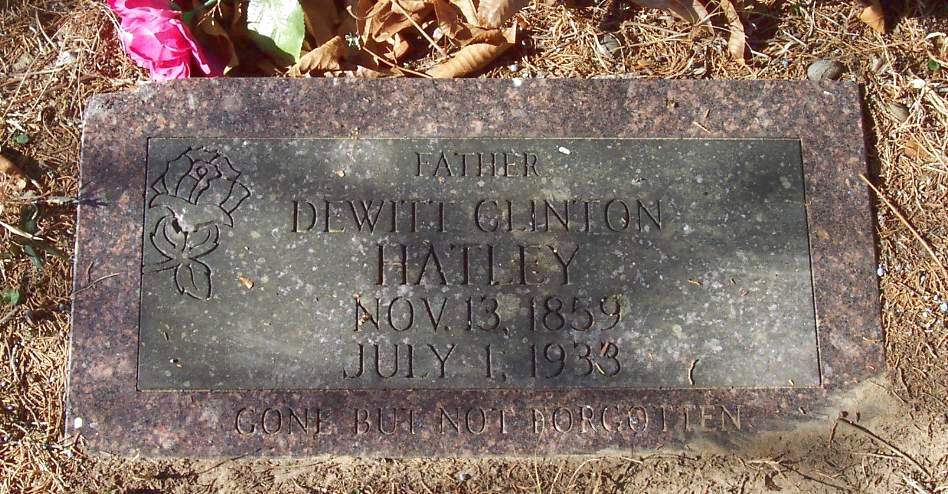 FATHER
DEWITT CLINTON
HATLEY
NOV. 13, 1859
JULY 1, 1933
GONE BUT NOT FORGOTTEN